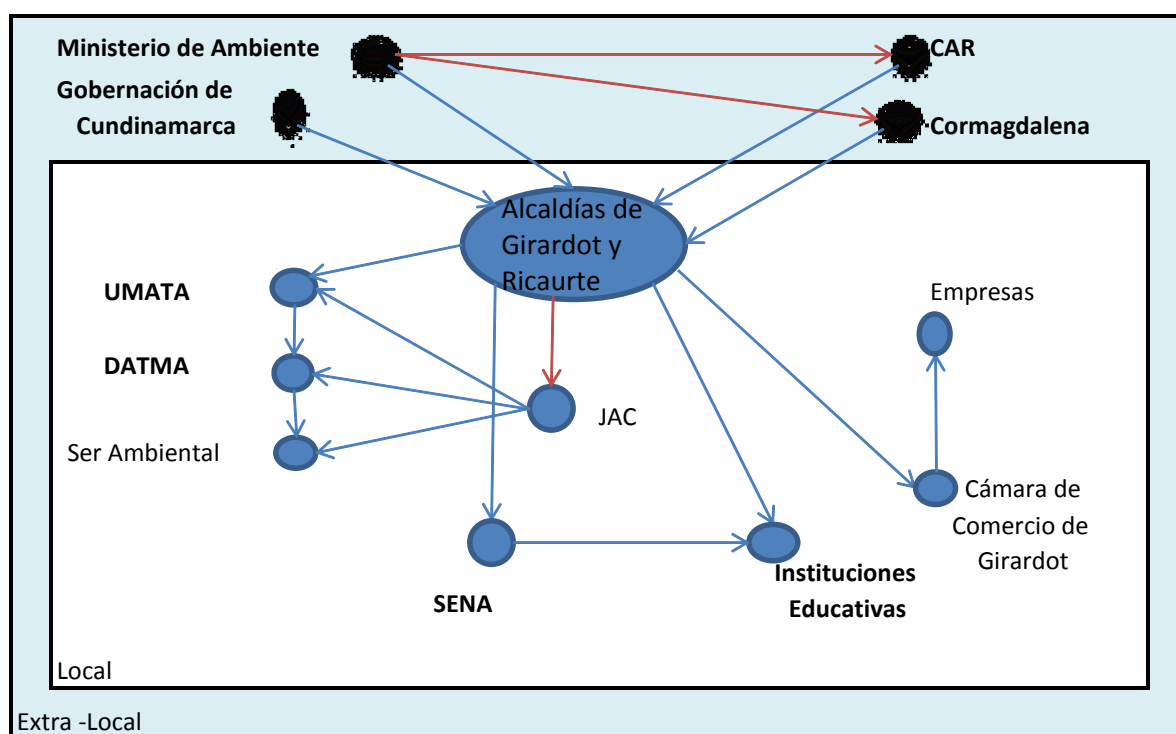 Ministerio de Ambiente
CAR
Gobernación de
Cundinamarca
Cormagdalena
Alcaldías de
Girardot y
Ricaurte
UMATA
Empresas
DATMA
JAC
Ser Ambiental
Cámara de
Comercio de
Girardot
Instituciones
Educativas
SENA
Local
Extra -Local